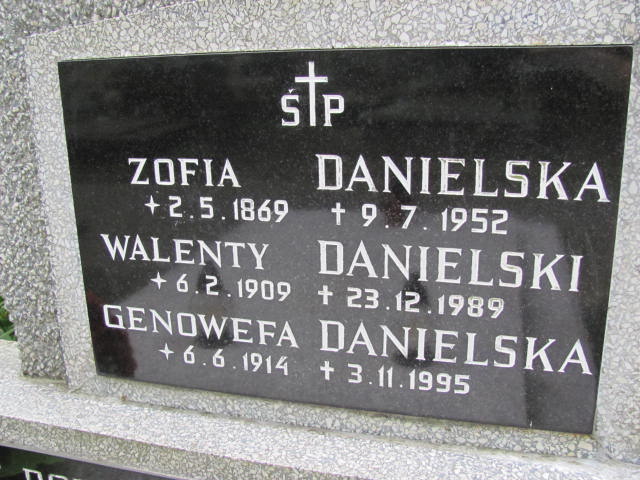 Ś†P
ZOFIA DANIELSKA
+2.5.1869 †9.7.1952
WALENTY DANIELSKI
+6.2.1909 †23.12.1989
GENOWEFA DANIELSKA
+6.6.1914 †3.11.1995